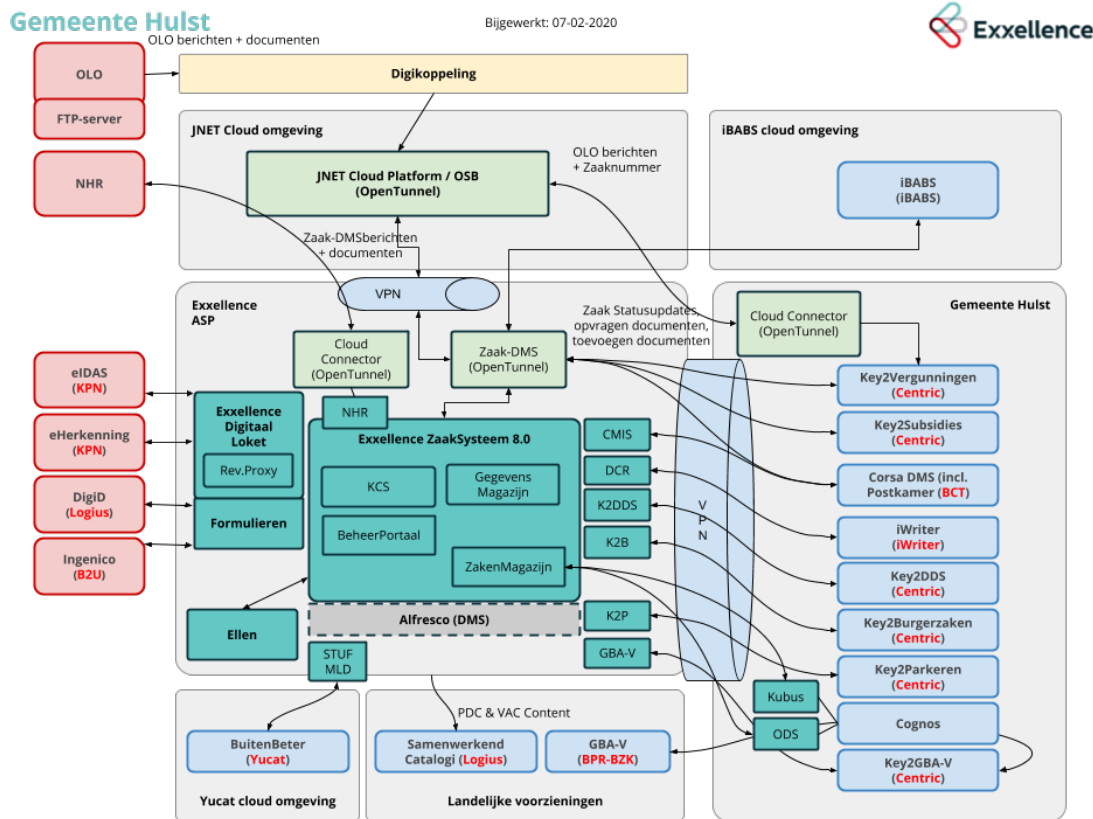 Gemeente Hulst
Bijgewerkt: 07-02-2020
Exxellence
OLO berichten + documenten
OLO
Digikoppeling
FTP-server
NHR
JNET Cloud omgeving
JNET Cloud Platform / OSB
(OpenTunnel)
OLO berichten
+ Zaaknummer
iBABS cloud omgeving
iBABS
(iBABS)
Zaak-DMSberichten
+ documenten
VPN
Exxellence
ASP
Cloud
Connector
(OpenTunnel)
Zaak-DMS
(OpenTunnel)
Zaak Statusupdates,
opvragen documenten,
toevoegen documenten
Gemeente Hulst
Cloud Connector
(OpenTunnel)
eIDAS
(KPN)
eHerkenning
(KPN)
DigiD
(Logius)
Ingenico
(B2U)
Exxellence
Digitaal
Loket
Rev.Proxy
Formulieren
NHR
Exxellence ZaakSysteem 8.0
KCS
Gegevens
Magazijn
BeheerPortaal
ZakenMagazijn
CMIS
DCR
K2DDS
K2B
K2P
GBA-V
V
P
N
Key2Vergunningen
(Centric)
Key2Subsidies
(Centric)
Corsa DMS (incl.
Postkamer (BCT)
iWriter
(iWriter)
Key2DDS
(Centric)
Key2Burgerzaken
(Centric)
Key2Parkeren
(Centric)
Kubus
ODS
Cognos
Key2GBA-V
(Centric)
Ellen
Alfresco (DMS)
STUF
MLD
PDC & VAC Content
BuitenBeter
(Yucat)
Yucat cloud omgeving
Samenwerkend
Catalogi (Logius)
GBA-V
(BPR-BZK)
Landelijke voorzieningen